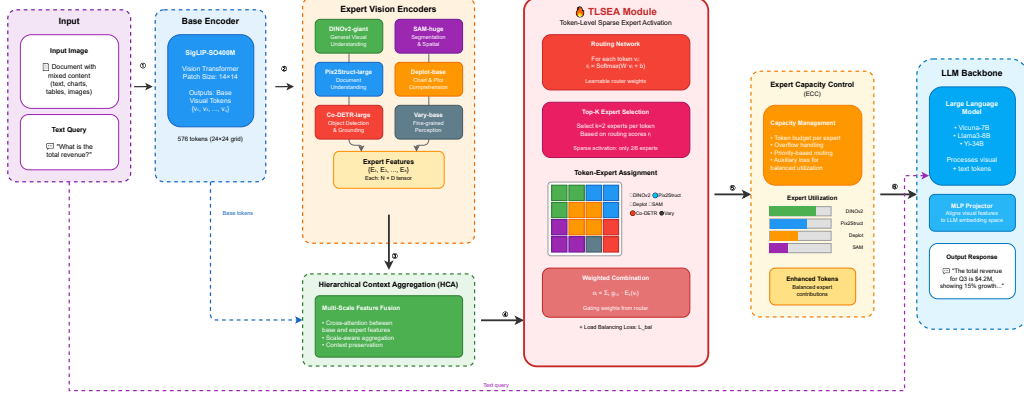 Input
Input Image
Document with
mixed content
(text, charts,
tables, images)
Text Query
"What is the
total revenue?"
①
Base Encoder
SigLIP-SO400M
Vision Transformer
Patch Size: 14×14
Outputs: Base
Visual Tokens
576 tokens (24×24 grid)
Base tokens
②
Expert Vision Encoders
DINOv2-giant
General Visual
Understanding
SAM-huge
Segmentation
& Spatial
Pix2Struct-large
Document
Understanding
Deplot-base
Chart & Plot
Comprehension
Co-DETR-large
Object Detection
& Grounding
Vary-base
Fine-grained
Perception
Expert Features
Each: N × D tensor
③
Hierarchical Context Aggregation (HCA)
Multi-Scale Feature Fusion
• Cross-attention between
base and expert features
• Scale-aware aggregation
• Context preservation
④
TLSEA Module
Token-Level Sparse Expert Activation
Routing Network
For each token vᵢ:
rᵢ = Softmax(W·vᵢ + b)
Learnable router weights
Top-K Expert Selection
Select k=2 experts per token
Based on routing scores rᵢ
Sparse activation: only 2/6 experts
Token-Expert Assignment
DINOv2 Pix2Struct
Deplot SAM
Co-DETR Vary
Weighted Combination
Gating weights from router
+ Load Balancing Loss: L_bal
⑤
Expert Capacity Control
(ECC)
Capacity Management
• Token budget per expert
• Overflow handling
• Priority-based routing
• Auxiliary loss for
balanced utilization
Expert Utilization
DINOv2
Pix2Struct
Deplot
SAM
Enhanced Tokens
Balanced expert
contributions
⑥
LLM Backbone
Large Language
Model
• Vicuna-7B
• Llama3-8B
• Yi-34B
Processes visual
+ text tokens
MLP Projector
Aligns visual features
to LLM embedding space
Output Response
"The total revenue
for Q3 is $4.2M,
showing 15% growth..."
Text query